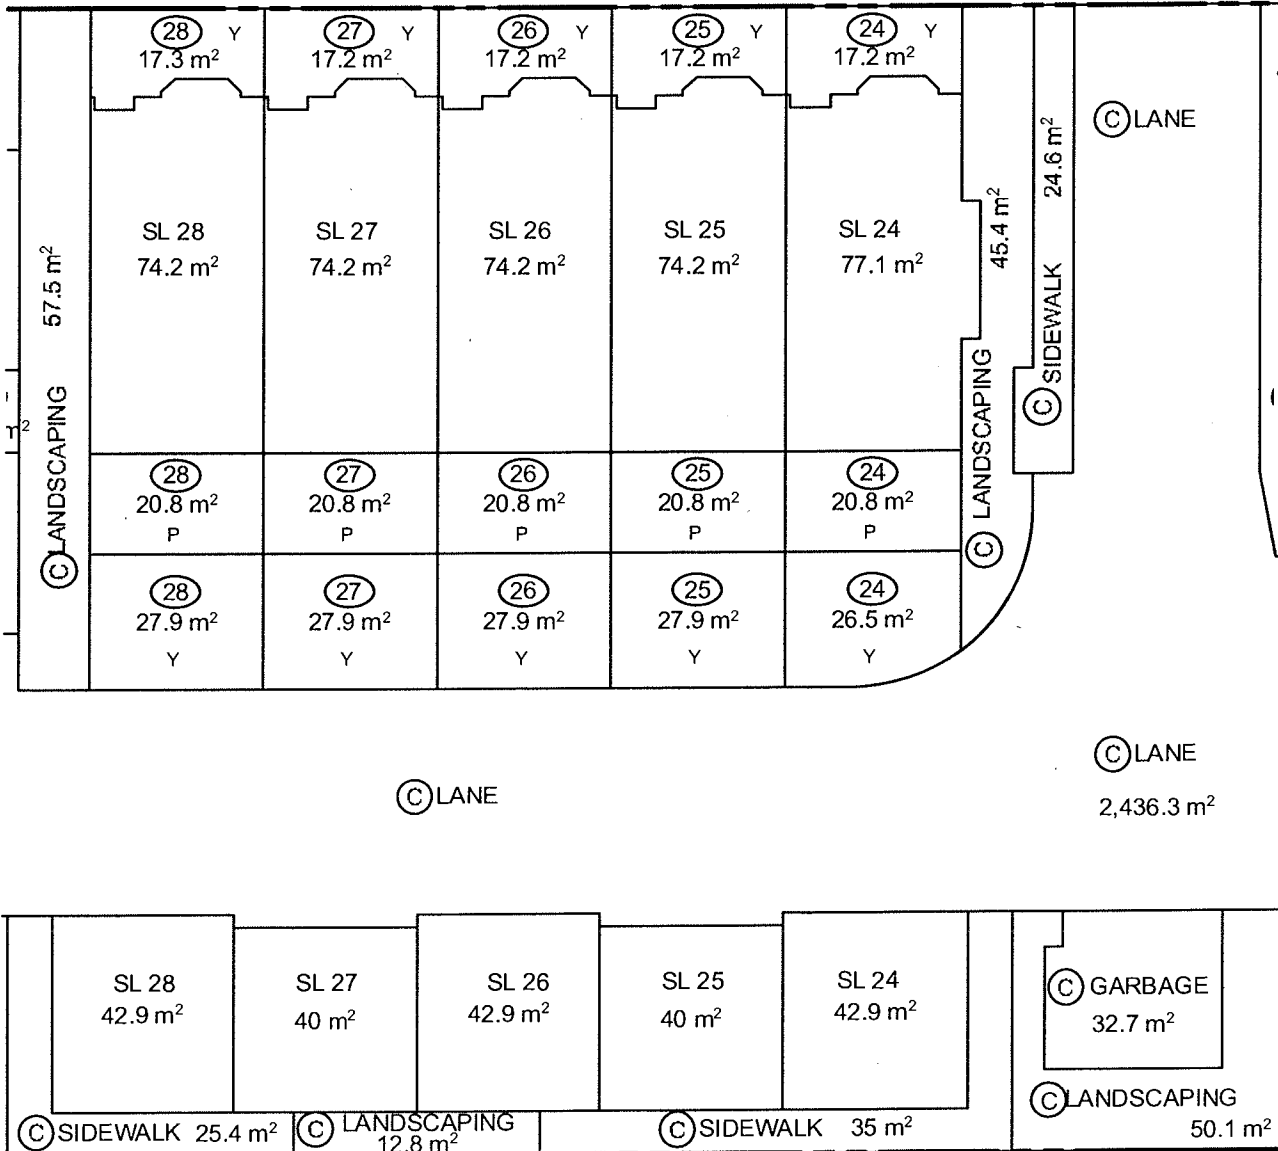 28 Y 27 Y 26 Y 25 Y 24 Y
17.3 m² 17.2 m² 17.2 m² 17.2 m² 17.2 m²
C LANE
SL 28 SL 27 SL 26 SL 25 SL 24
74.2 m² 74.2 m² 74.2 m² 74.2 m² 77.1 m²
C LANDSCAPING 57.5 m²
C LANDSCAPING 45.4 m²
C SIDEWALK 24.6 m²
m²
28 27 26 25 24
20.8 m² 20.8 m² 20.8 m² 20.8 m² 20.8 m²
P P P P P
28 27 26 25 24
27.9 m² 27.9 m² 27.9 m² 27.9 m² 26.5 m²
Y Y Y Y Y
C LANE
C LANE
2,436.3 m²
SL 28 SL 27 SL 26 SL 25 SL 24
42.9 m² 40 m² 42.9 m² 40 m² 42.9 m²
C GARBAGE
32.7 m²
C LANDSCAPING
50.1 m²
C SIDEWALK 25.4 m²
C LANDSCAPING
12.8 m²
C SIDEWALK 35 m²